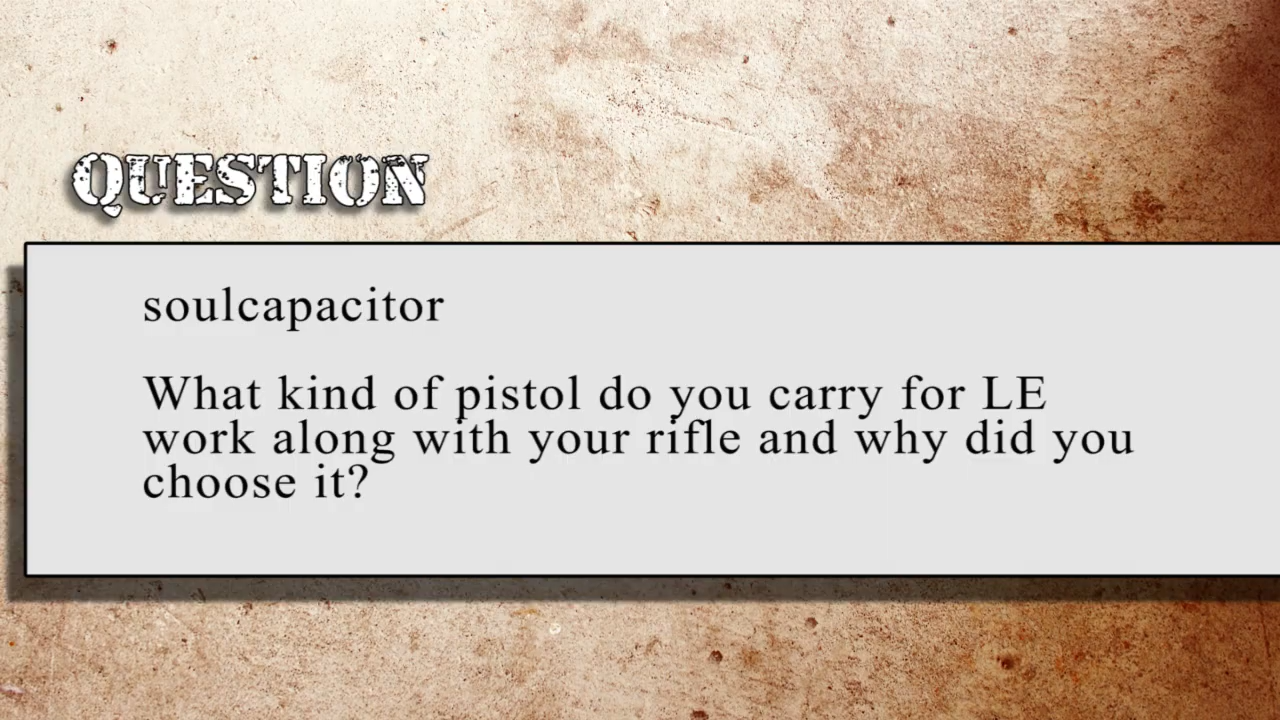 QUESTION
soulcapacitor
What kind of pistol do you carry for LE
work along with your rifle and why did you
choose it?